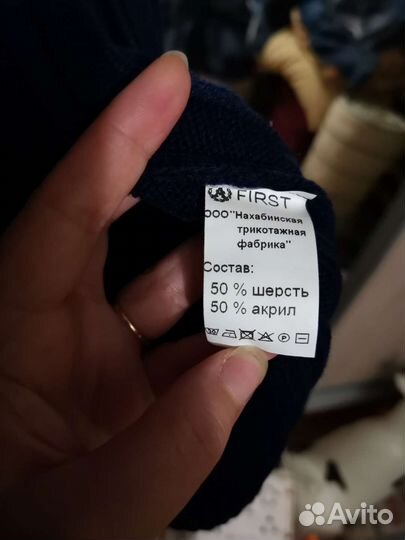 FIRST
ООО"Нахабинская
трикотажная
фабрика"
Состав:
50 % шерсть
50 % акрил
Avito